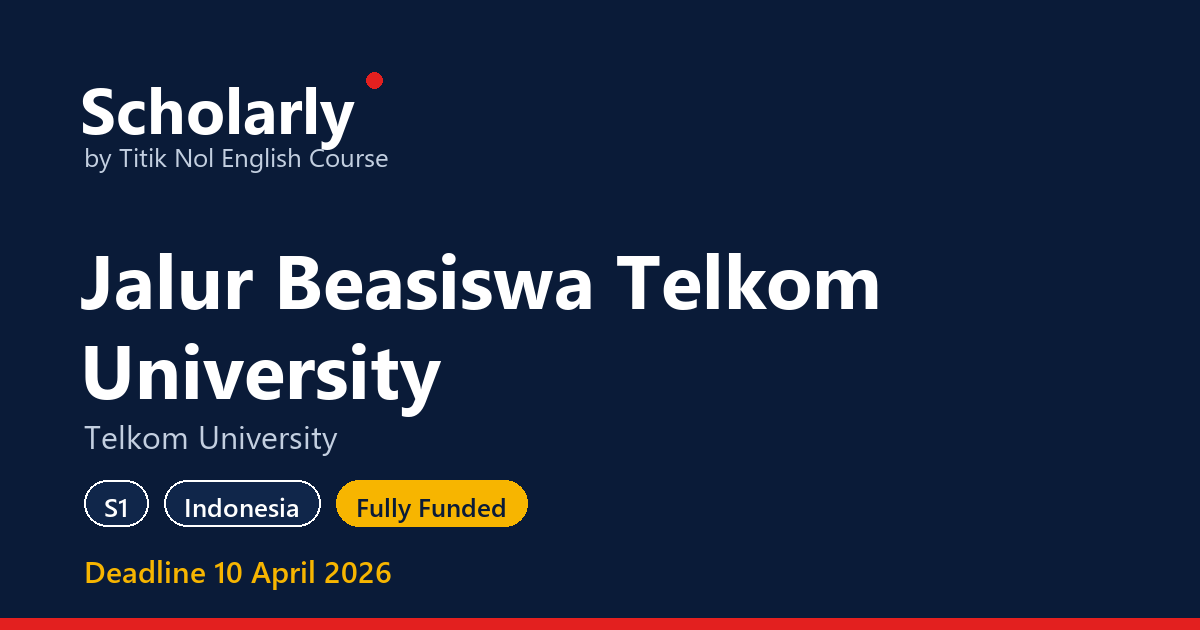 Scholarly
by Titik Nol English Course
Jalur Beasiswa Telkom
University
Telkom University
S1 Indonesia Fully Funded
Deadline 10 April 2026